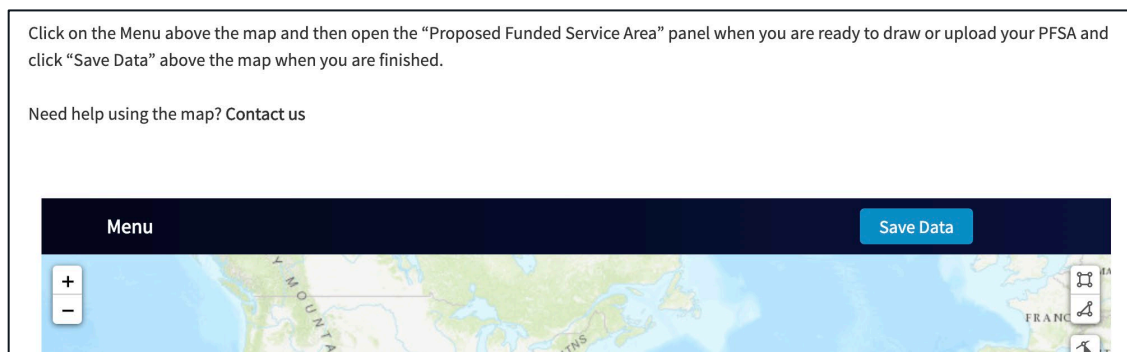 Click on the Menu above the map and then open the “Proposed Funded Service Area” panel when you are ready to draw or upload your PFSA and
click “Save Data” above the map when you are finished.
Need help using the map? Contact us
Menu
Save Data
+
−
Y MOUNTA
FRANC